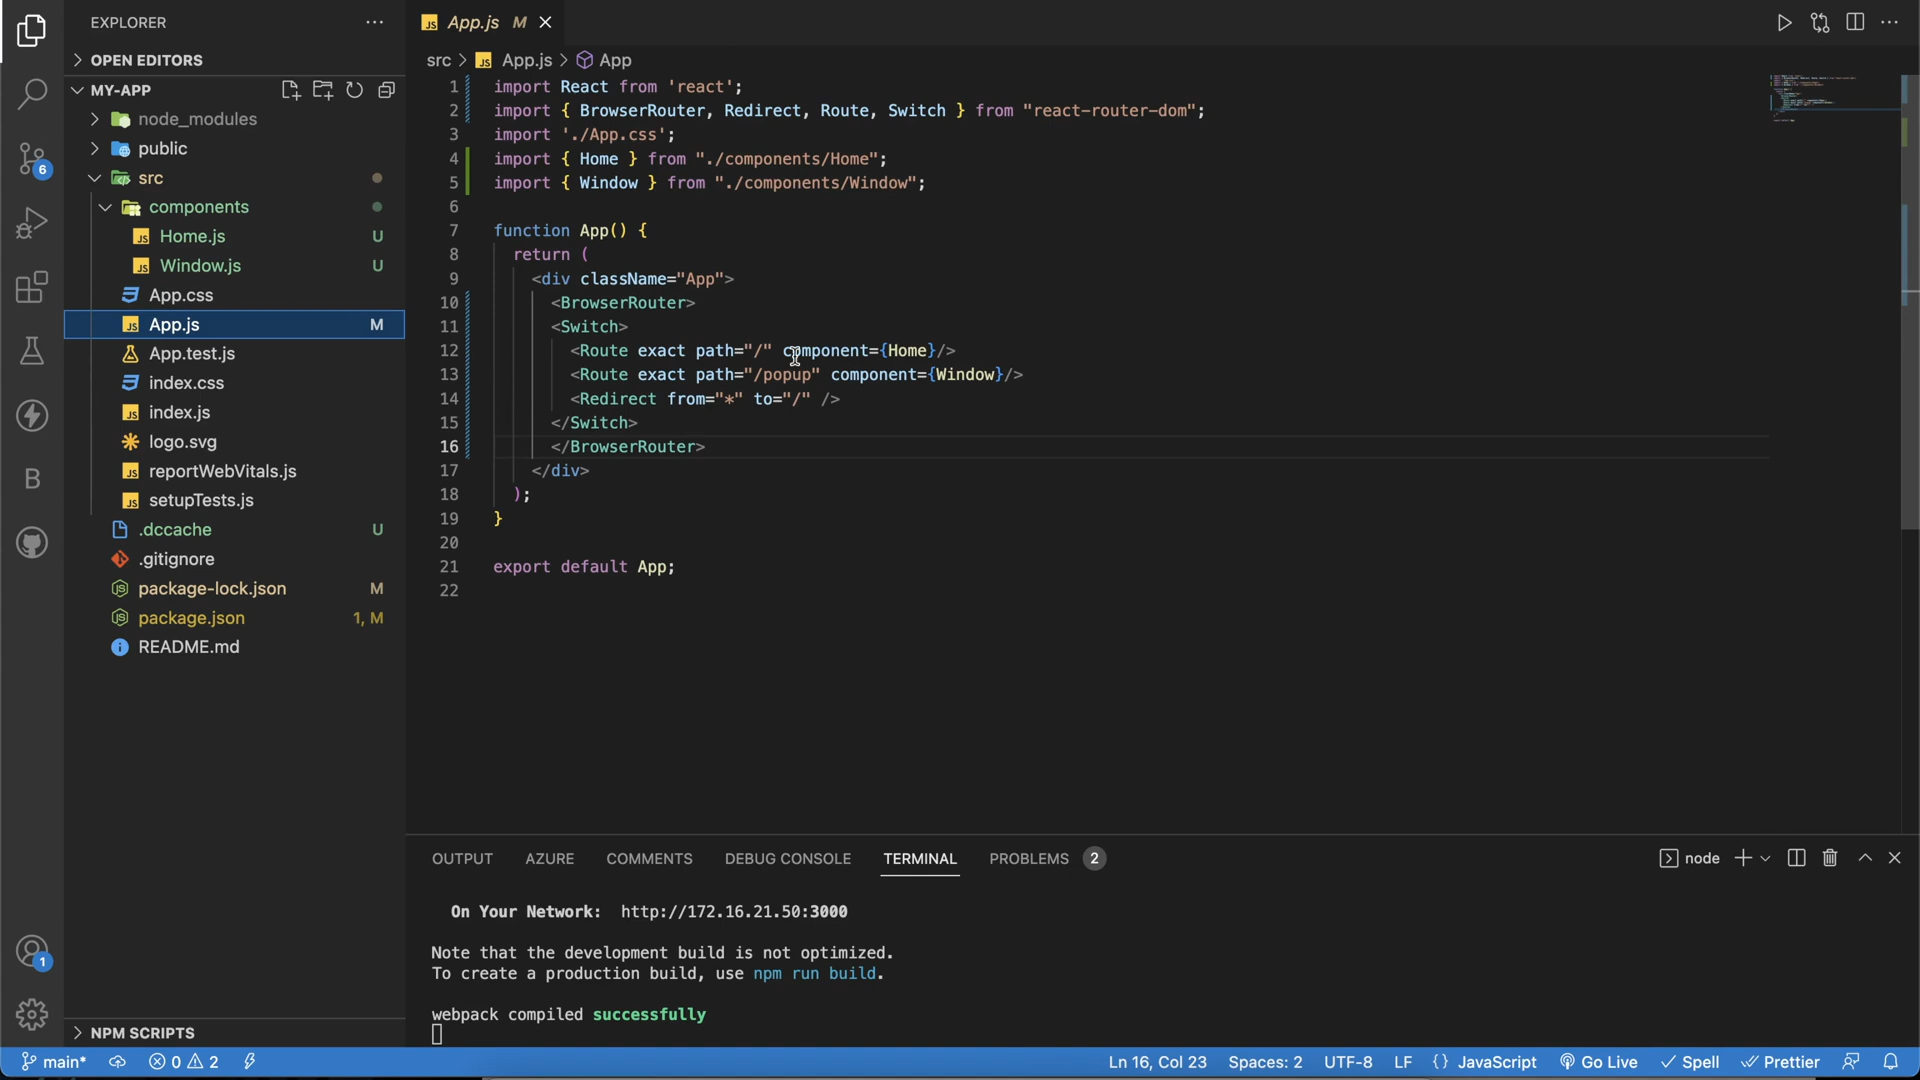 EXPLORER
OPEN EDITORS
MY-APP
node_modules
public
src
components
Home.js U
Window.js U
App.css
App.js M
App.test.js
index.css
index.js
logo.svg
reportWebVitals.js
setupTests.js
.dccache U
.gitignore
package-lock.json M
package.json 1, M
README.md
NPM SCRIPTS
6
B
1
JS App.js M
src > JS App.js > App
1 import React from 'react';
2 import { BrowserRouter, Redirect, Route, Switch } from "react-router-dom";
3 import './App.css';
4 import { Home } from "./components/Home";
5 import { Window } from "./components/Window";
6
7 function App() {
8 return (
9 <div className="App">
10 <BrowserRouter>
11 <Switch>
12 <Route exact path="/" component={Home}/>
13 <Route exact path="/popup" component={Window}/>
14 <Redirect from="*" to="/" />
15 </Switch>
16 </BrowserRouter>
17 </div>
18 );
19 }
20
21 export default App;
22
OUTPUT AZURE COMMENTS DEBUG CONSOLE TERMINAL PROBLEMS 2 node
On Your Network: http://172.16.21.50:3000
Note that the development build is not optimized.
To create a production build, use npm run build.
webpack compiled successfully
main* 0 2 Ln 16, Col 23 Spaces: 2 UTF-8 LF {} JavaScript Go Live Spell Prettier